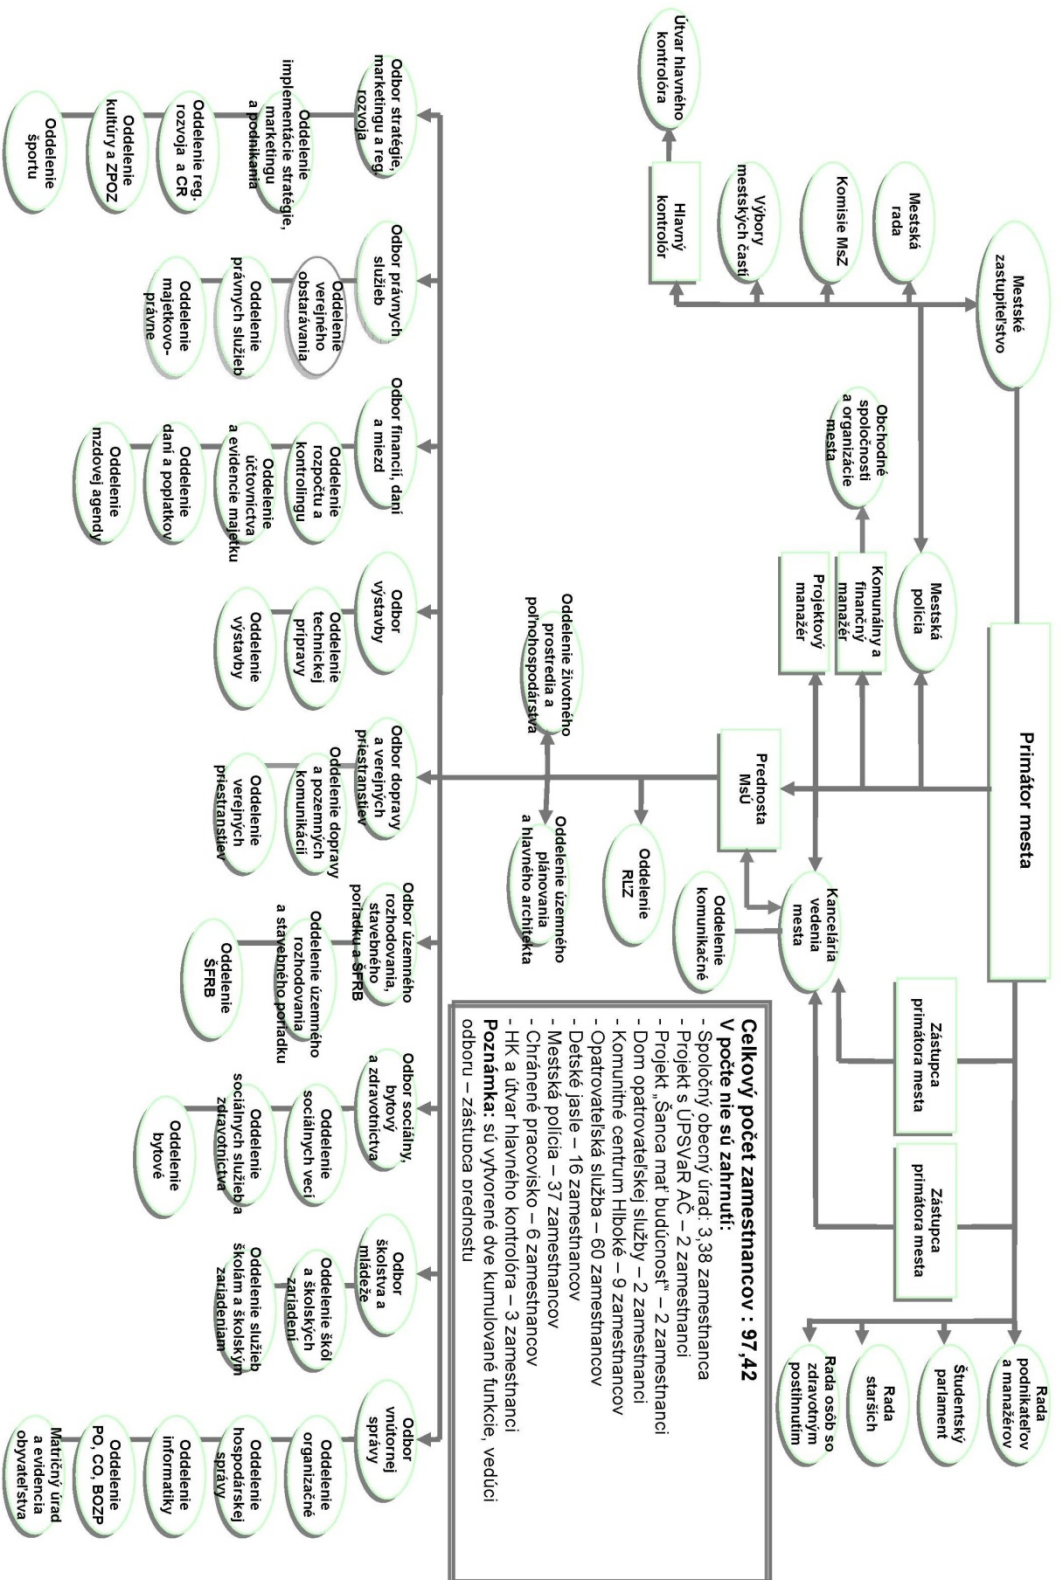 Mestské
zastupiteľstvo
Primátor mesta
Mestská
rada
Komisie MsZ
Výbory
mestských častí
Hlavný
kontrolór
Útvar hlavného
kontrolóra
Mestská
polícia
Komunálny a
finančný
manažér
Obchodné
spoločnosti
a organizácie
mesta
Projektový
manažér
Prednosta
MsÚ
Kancelária
vedenia
mesta
Oddelenie
komunikačné
Zástupca
primátora mesta
Zástupca
primátora mesta
Rada
podnikateľov
a manažérov
Študentský
parlament
Rada
starších
Rada osôb so
zdravotným
postihnutím
Oddelenie
RĽZ
Oddelenie životného
prostredia a
poľnohospodárstva
Oddelenie územného
plánovania
a hlavného architekta
Celkový počet zamestnancov : 97,42
V počte nie sú zahrnutí:
- Spoločný obecný úrad: 3,38 zamestnanca
- Projekt s ÚPSVaR AČ – 2 zamestnanci
- Projekt „Šanca mať budúcnosť“ – 2 zamestnanci
- Dom opatrovateľskej služby – 2 zamestnanci
- Komunitné centrum Hlboké – 9 zamestnancov
- Opatrovateľská služba – 60 zamestnancov
- Detské jasle – 16 zamestnancov
- Mestská polícia – 37 zamestnancov
- Chránené pracovisko – 6 zamestnancov
- HK a útvar hlavného kontrolóra – 3 zamestnanci
Poznámka: sú vytvorené dve kumulované funkcie, vedúci
odboru – zástupca prednostu
Odbor stratégie,
marketingu a reg.
rozvoja
Oddelenie
implementácie stratégie,
marketingu
a podnikania
Oddelenie reg.
rozvoja a CR
Oddelenie
kultúry a ZPOZ
Oddelenie
športu
Odbor právnych
služieb
Oddelenie
verejného
obstarávania
Oddelenie
právnych služieb
Oddelenie
majetkovo-
právne
Odbor financií, daní
a miezd
Oddelenie
rozpočtu a
kontrolingu
Oddelenie
účtovníctva
a evidencie majetku
Oddelenie
daní a poplatkov
Oddelenie
mzdovej agendy
Odbor
výstavby
Oddelenie
technickej
prípravy
Oddelenie
výstavby
Odbor dopravy
a verejných
priestranstiev
Oddelenie dopravy
a pozemných
komunikácií
Oddelenie
verejných
priestranstiev
Odbor územného
rozhodovania,
stavebného
poriadku a ŠFRB
Oddelenie územného
rozhodovania
a stavebného poriadku
Oddelenie
ŠFRB
Odbor sociálny,
bytový
a zdravotníctva
Oddelenie
sociálnych vecí
Oddelenie
sociálnych služieb a
zdravotníctva
Oddelenie
bytové
Odbor
školstva a
mládeže
Oddelenie škôl
a školských
zariadení
Oddelenie služieb
školám a školským
zariadeniam
Odbor
vnútornej
správy
Oddelenie
organizačné
Oddelenie
hospodárskej
správy
Oddelenie
informatiky
Oddelenie
PO, CO, BOZP
Matričný úrad
a evidencia
obyvateľstva